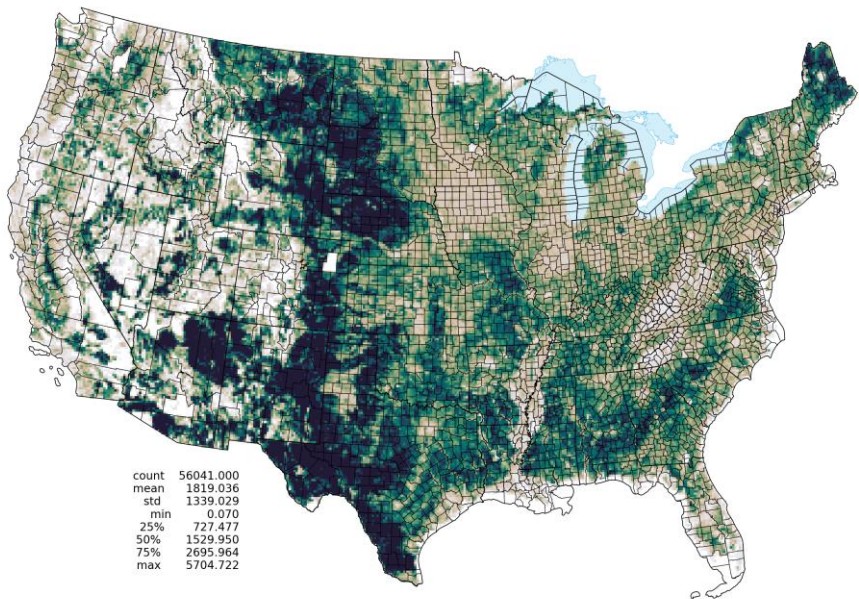 count 56041.000
mean 1819.036
std 1339.029
min 0.070
25% 727.477
50% 1529.950
75% 2695.964
max 5704.722